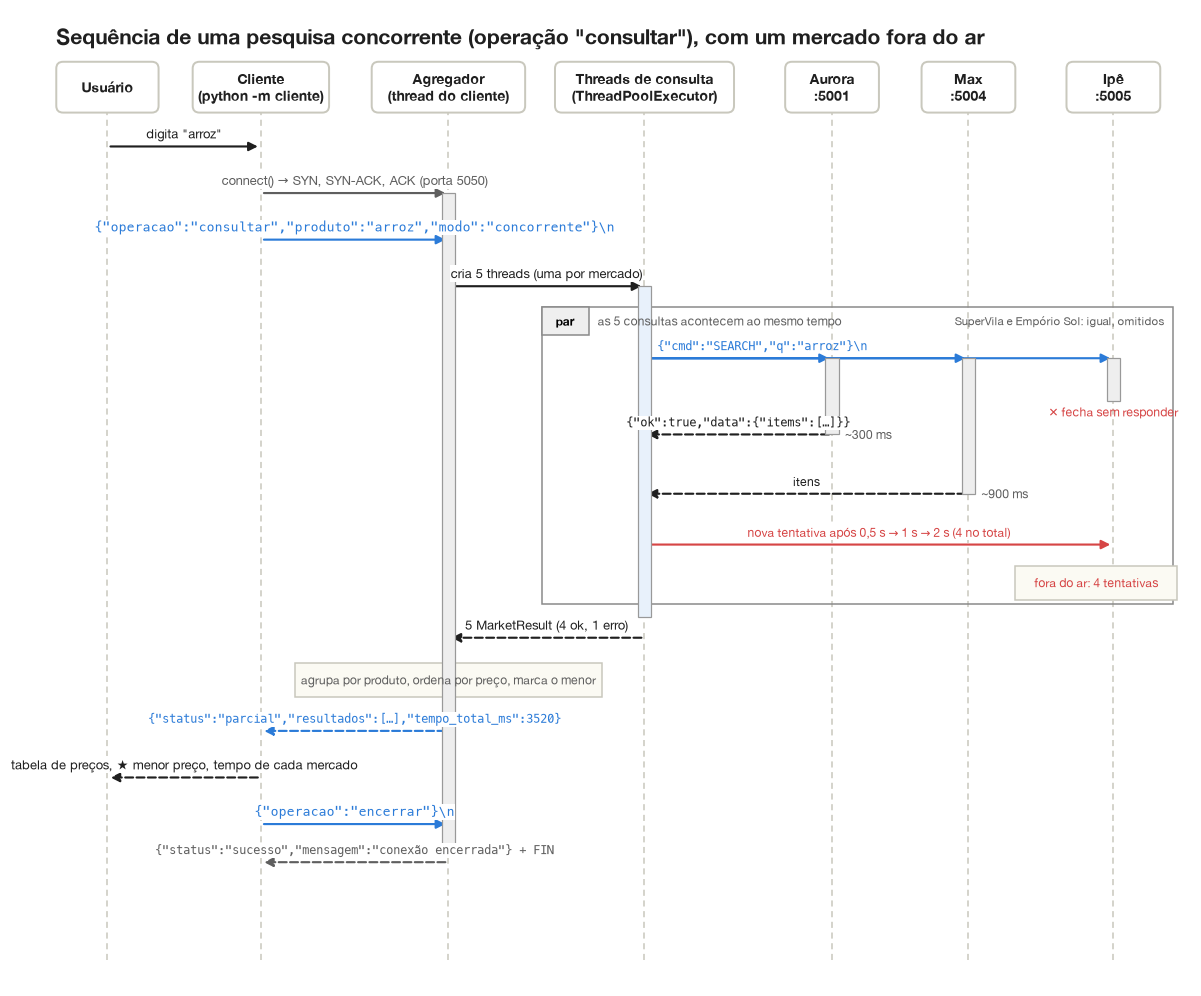 Sequência de uma pesquisa concorrente (operação "consultar"), com um mercado fora do ar
Usuário
Cliente
(python -m cliente)
Agregador
(thread do cliente)
Threads de consulta
(ThreadPoolExecutor)
Aurora
:5001
Max
:5004
Ipê
:5005
digita "arroz"
connect() → SYN, SYN-ACK, ACK (porta 5050)
{"operacao":"consultar","produto":"arroz","modo":"concorrente"}\n
cria 5 threads (uma por mercado)
par
as 5 consultas acontecem ao mesmo tempo
SuperVila e Empório Sol: igual, omitidos
{"cmd":"SEARCH","q":"arroz"}\n
✕ fecha sem responder
{"ok":true,"data":{"items":[…]}}
~300 ms
itens
~900 ms
nova tentativa após 0,5 s → 1 s → 2 s (4 no total)
fora do ar: 4 tentativas
5 MarketResult (4 ok, 1 erro)
agrupa por produto, ordena por preço, marca o menor
{"status":"parcial","resultados":[…],"tempo_total_ms":3520}
tabela de preços, ★ menor preço, tempo de cada mercado
{"operacao":"encerrar"}\n
{"status":"sucesso","mensagem":"conexão encerrada"} + FIN